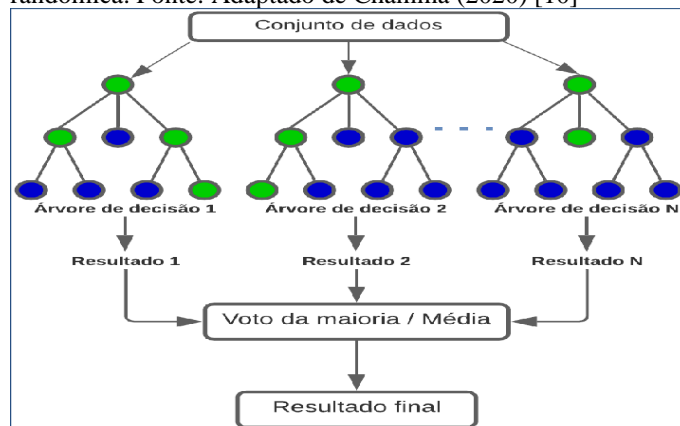 Conjunto de dados
Árvore de decisão 1 Árvore de decisão 2 Árvore de decisão N
Resultado 1 Resultado 2 Resultado N
Voto da maioria / Média
Resultado final